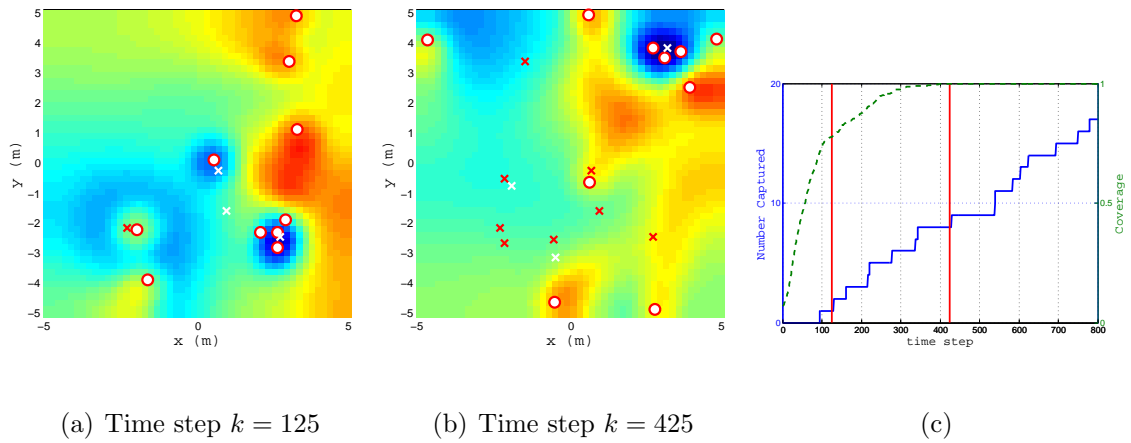 5
4
3
2
1
0
−1
−2
−3
−4
−5
y (m)
−5 0 5
x (m)
5
4
3
2
1
0
−1
−2
−3
−4
−5
y (m)
−5 0 5
x (m)
20
10
0
Number Captured
1
0.5
0
Coverage
0 100 200 300 400 500 600 700 800
time step
(a) Time step k = 125
(b) Time step k = 425
(c)